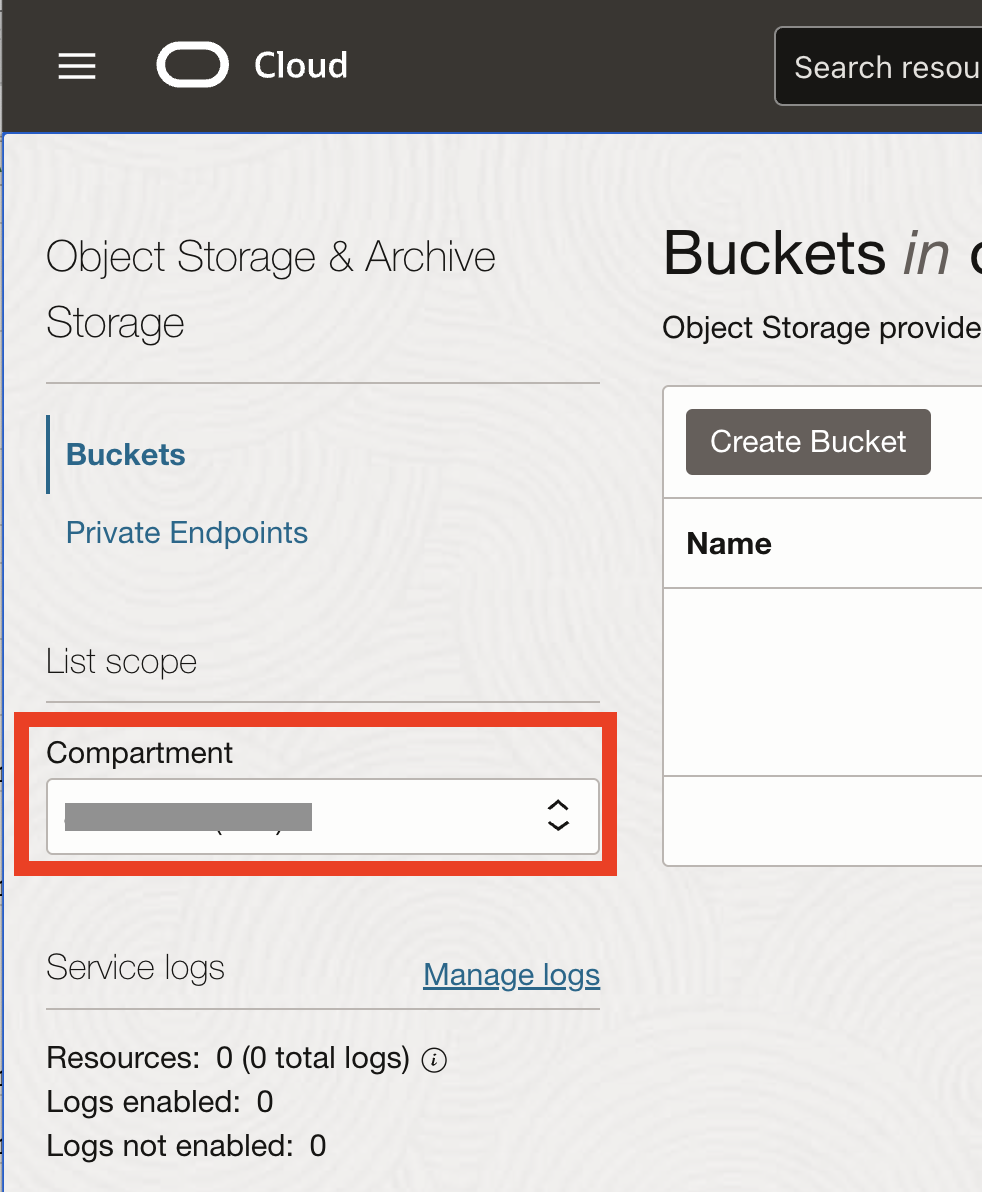 Cloud
Search resou
Object Storage & Archive
Storage
Buckets
Private Endpoints
List scope
Compartment
Service logs
Manage logs
Resources: 0 (0 total logs)
Logs enabled: 0
Logs not enabled: 0
Buckets in
Object Storage provide
Create Bucket
Name